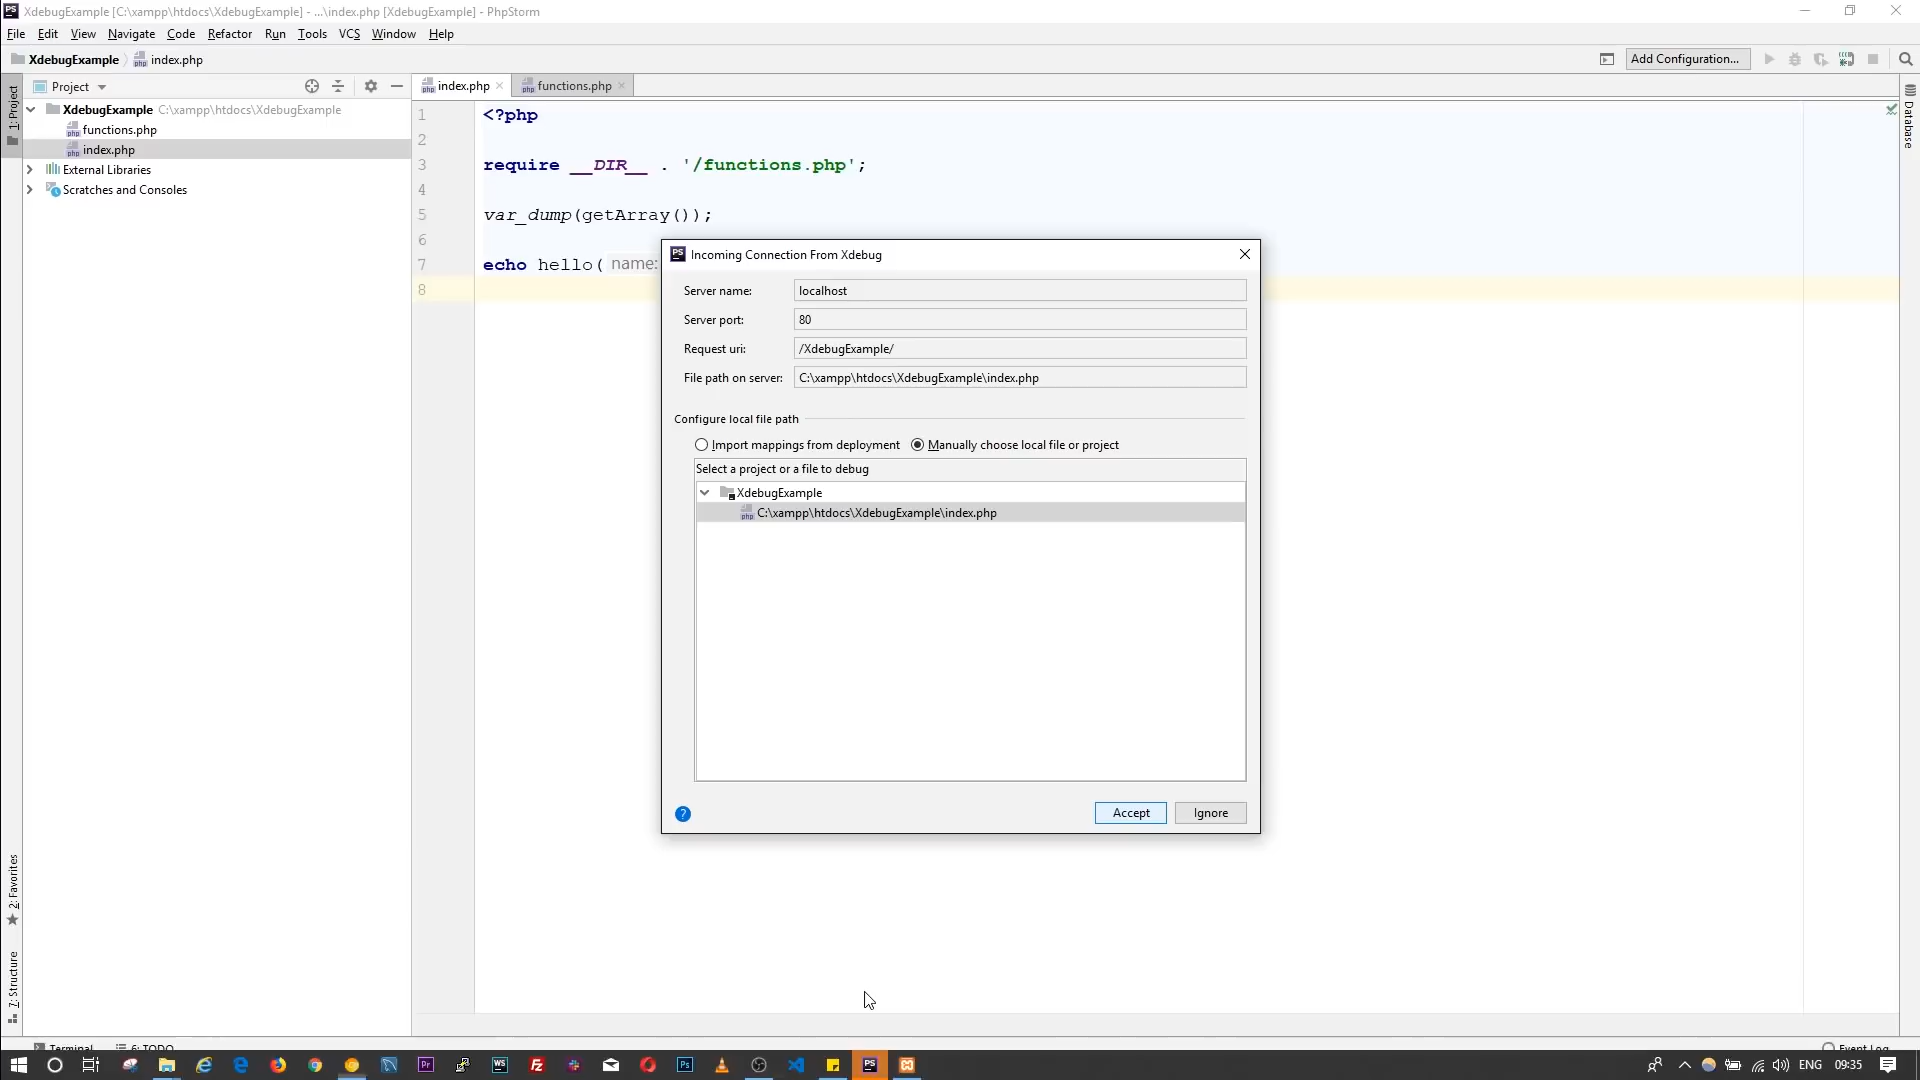 XdebugExample [C:\xampp\htdocs\XdebugExample] - ...\index.php [XdebugExample] - PhpStorm
File Edit View Navigate Code Refactor Run Tools VCS Window Help
XdebugExample index.php Add Configuration...
1: Project
Project
index.php functions.php
Database
XdebugExample C:\xampp\htdocs\XdebugExample
functions.php
index.php
External Libraries
Scratches and Consoles
1 <?php
2
3 require __DIR__ . '/functions.php';
4
5 var_dump(getArray());
6
7 echo hello( name:
8
Incoming Connection From Xdebug
Server name: localhost
Server port: 80
Request uri: /XdebugExample/
File path on server: C:\xampp\htdocs\XdebugExample\index.php
Configure local file path
Import mappings from deployment Manually choose local file or project
Select a project or a file to debug
XdebugExample
C:\xampp\htdocs\XdebugExample\index.php
? Accept Ignore
2: Favorites
7: Structure
Terminal 6: TODO Event Log
ENG 09:35